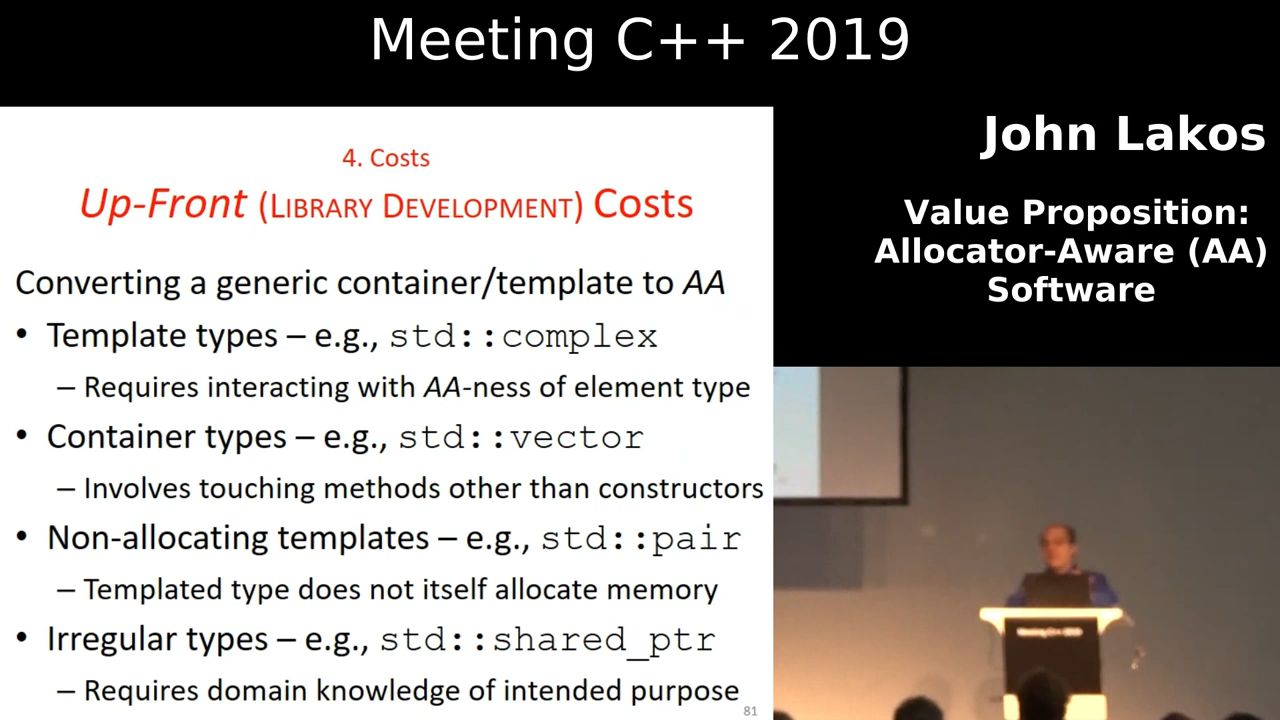 Meeting C++ 2019
4. Costs
Up-Front (LIBRARY DEVELOPMENT) Costs
Converting a generic container/template to AA
• Template types – e.g., std::complex
– Requires interacting with AA-ness of element type
• Container types – e.g., std::vector
– Involves touching methods other than constructors
• Non-allocating templates – e.g., std::pair
– Templated type does not itself allocate memory
• Irregular types – e.g., std::shared_ptr
– Requires domain knowledge of intended purpose
81
John Lakos
Value Proposition:
Allocator-Aware (AA)
Software
Meeting C++ 2019